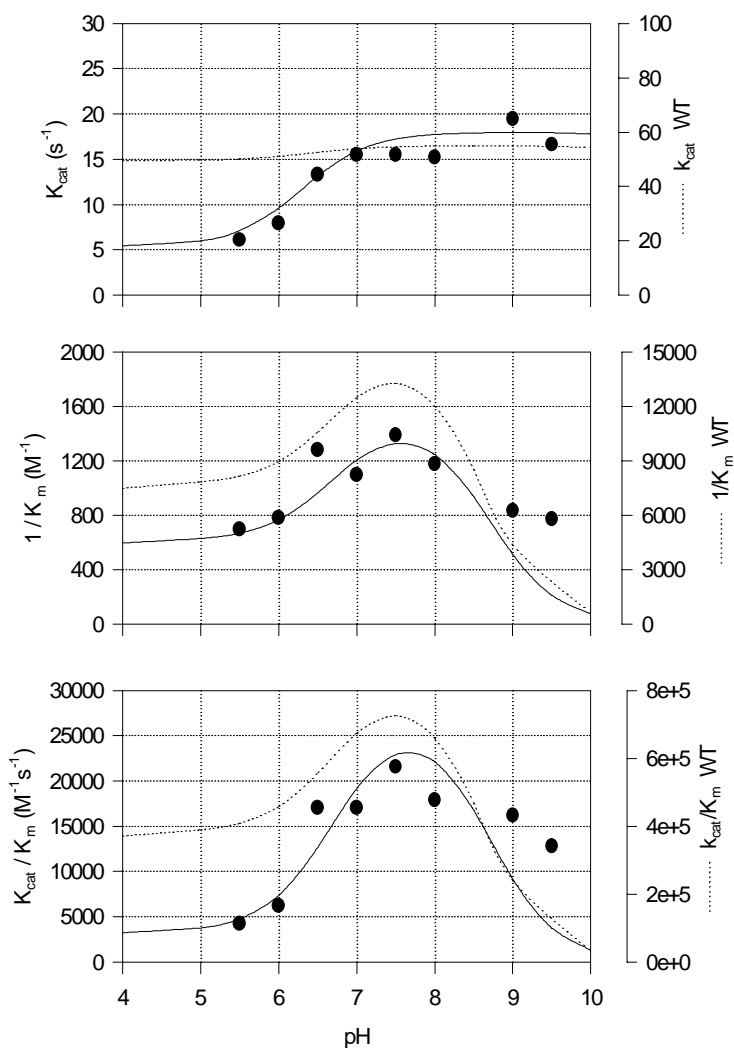 30
25
20
15
10
5
0
K_cat (s^-1)
100
80
60
40
20
0
k_cat WT
2000
1600
1200
800
400
0
1 / K_m (M^-1)
15000
12000
9000
6000
3000
0
1/K_m WT
30000
25000
20000
15000
10000
5000
0
K_cat / K_m (M^-1s^-1)
8e+5
6e+5
4e+5
2e+5
0e+0
k_cat/K_m WT
4 5 6 7 8 9 10
pH